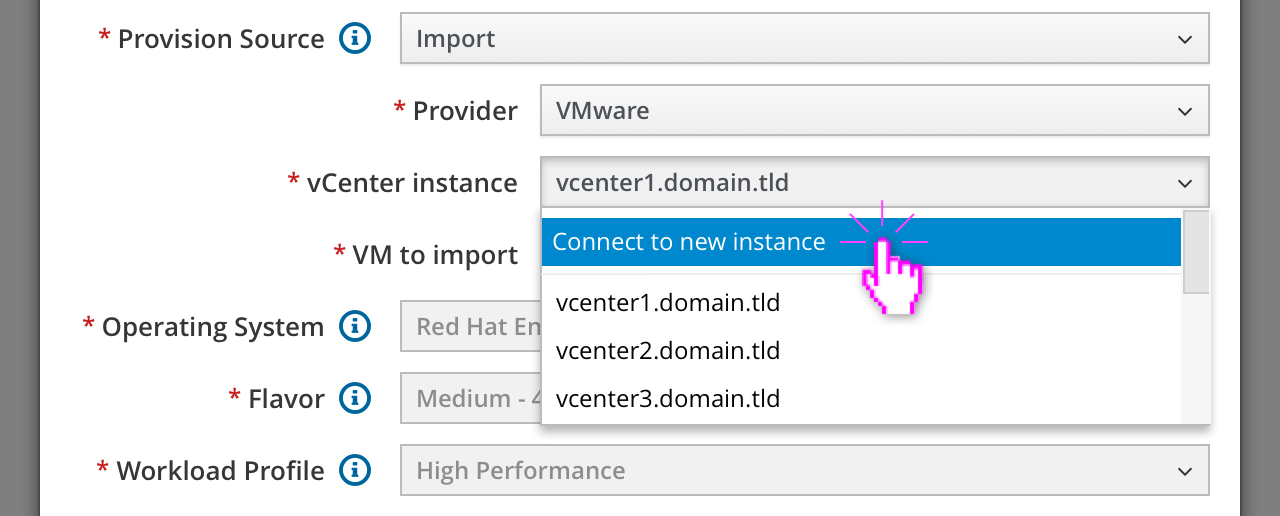 * Provision Source i Import
* Provider VMware
* vCenter instance vcenter1.domain.tld
Connect to new instance
* VM to import
vcenter1.domain.tld
* Operating System i Red Hat En
vcenter2.domain.tld
* Flavor i Medium - 4
vcenter3.domain.tld
* Workload Profile i High Performance